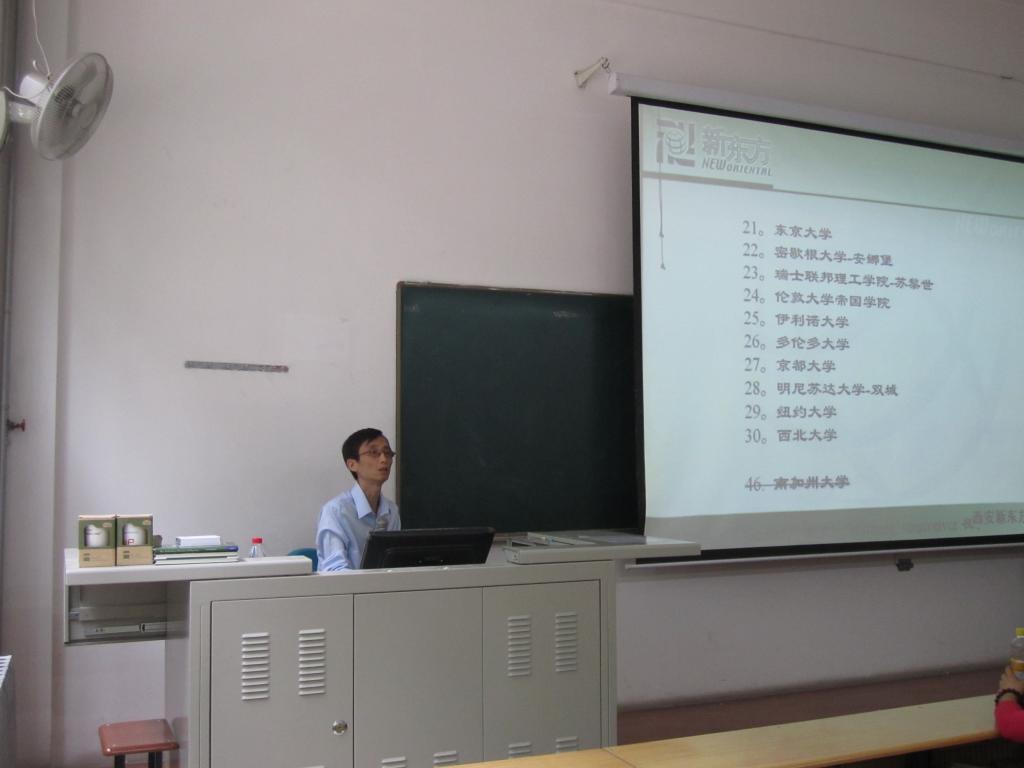 新东方
NEWORIENTAL
21。东京大学
22。密歇根大学-安娜堡
23。瑞士联邦理工学院-苏黎世
24。伦敦大学帝国学院
25。伊利诺大学
26。多伦多大学
27。京都大学
28。明尼苏达大学-双城
29。纽约大学
30。西北大学
46. 南加州大学
西安新东方